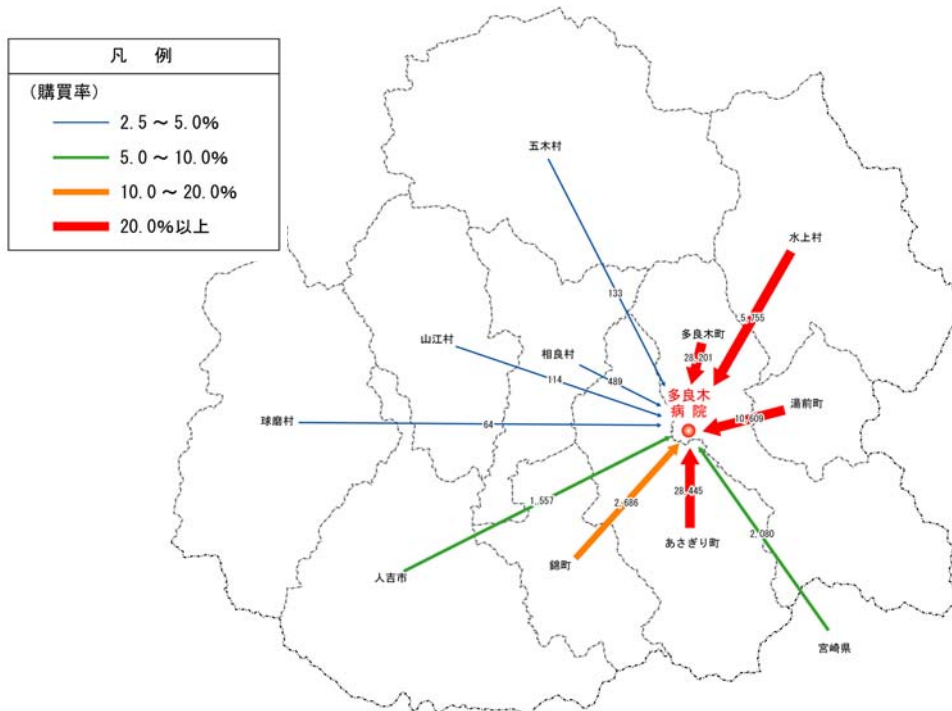 凡 例
(購買率)
2.5～5.0%
5.0～10.0%
10.0～20.0%
20.0%以上
五木村
水上村
133
5,755
多良木町
山江村
28,201
相良村
114
489
多良木
病 院
湯前町
10,609
球磨村
64
28,445
1,557
2,686
2,080
あさぎり町
錦町
人吉市
宮崎県